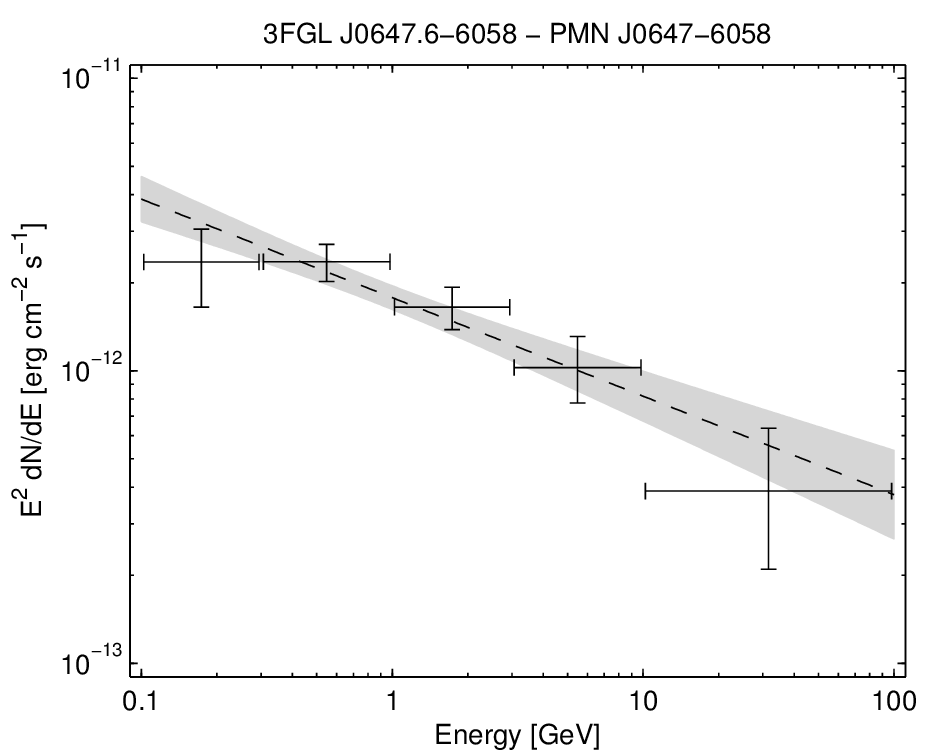 3FGL J0647.6−6058 − PMN J0647−6058
10⁻¹¹
10⁻¹²
10⁻¹³
E² dN/dE [erg cm⁻² s⁻¹]
0.1 1 10 100
Energy [GeV]